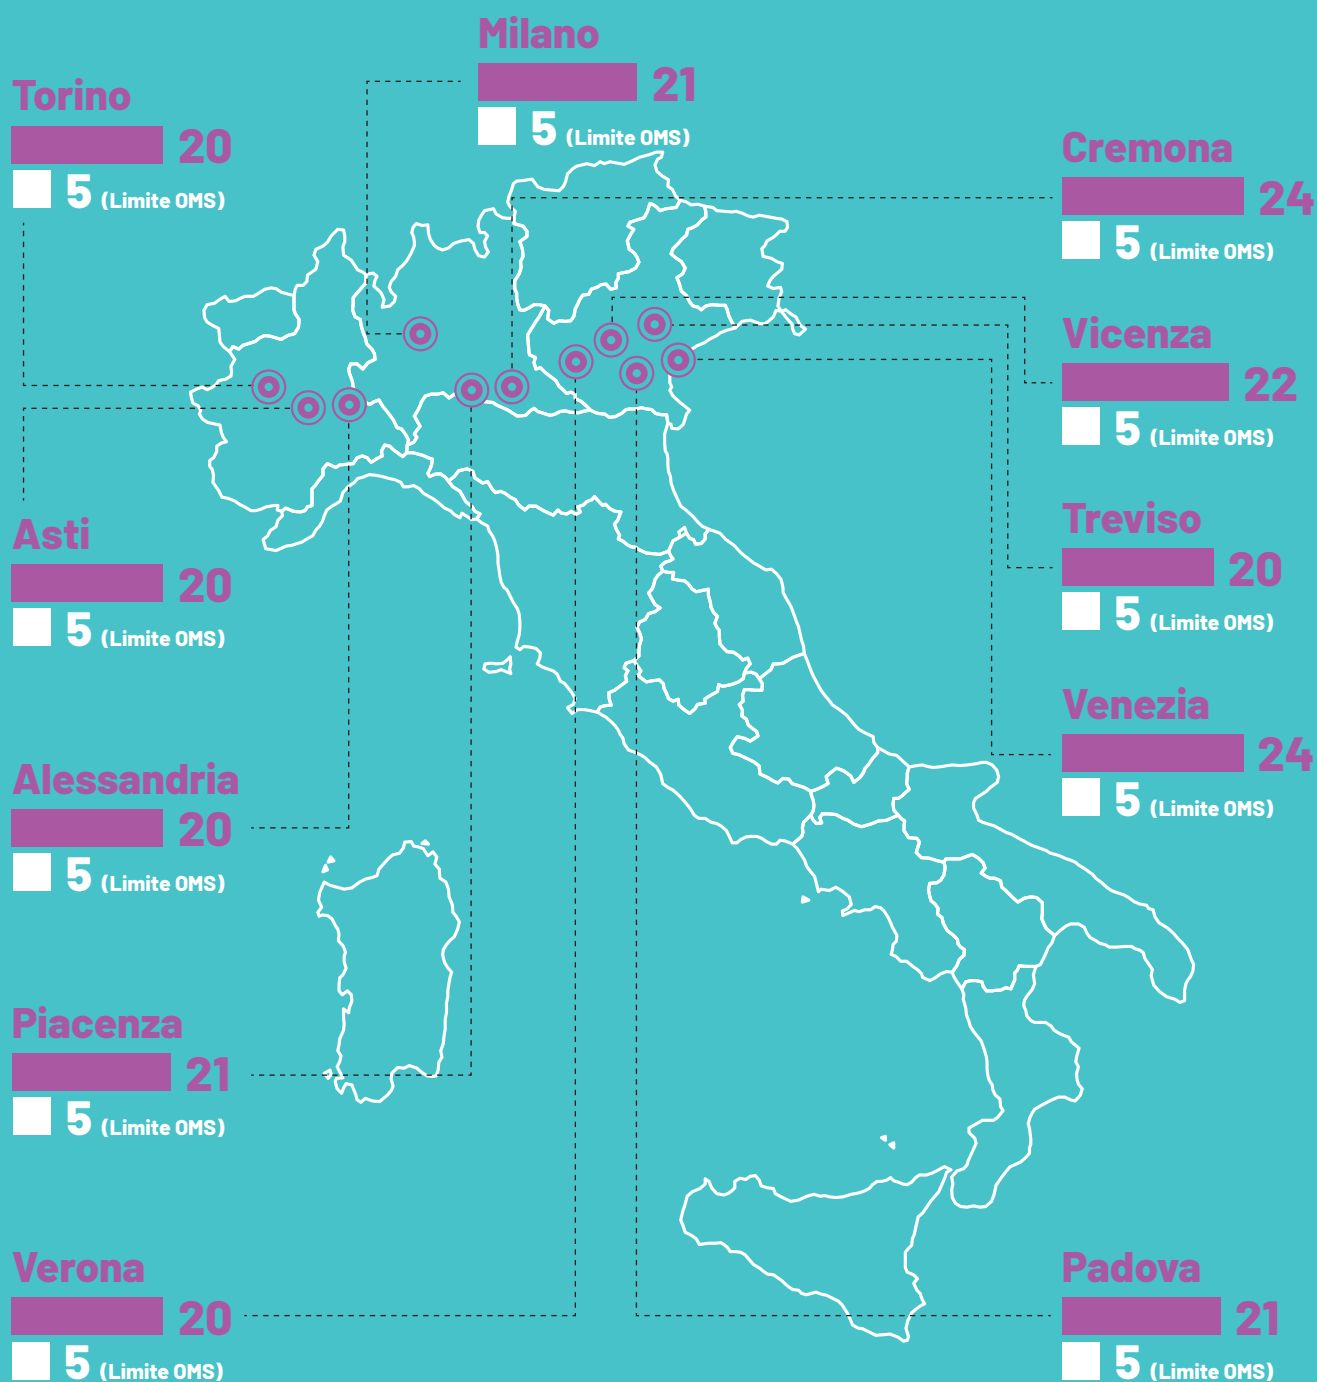 Milano
21
5 (Limite OMS)
Torino
20
5 (Limite OMS)
Cremona
24
5 (Limite OMS)
Vicenza
22
5 (Limite OMS)
Treviso
20
5 (Limite OMS)
Asti
20
5 (Limite OMS)
Venezia
24
5 (Limite OMS)
Alessandria
20
5 (Limite OMS)
Piacenza
21
5 (Limite OMS)
Verona
20
5 (Limite OMS)
Padova
21
5 (Limite OMS)